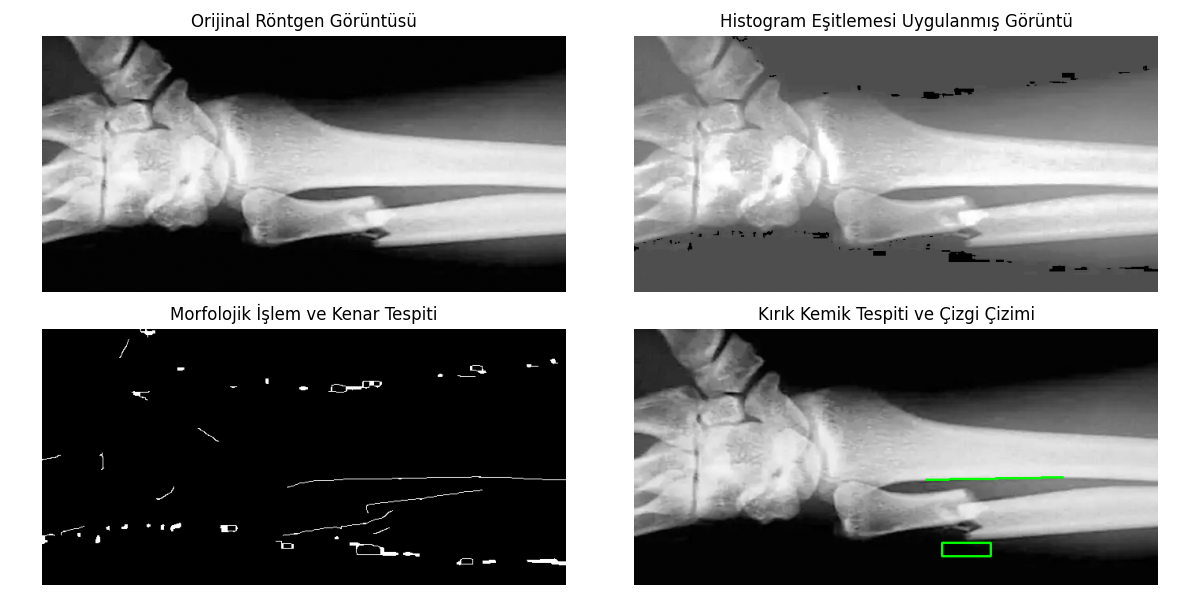 Orijinal Röntgen Görüntüsü
Histogram Eşitlemesi Uygulanmış Görüntü
Morfolojik İşlem ve Kenar Tespiti
Kırık Kemik Tespiti ve Çizgi Çizimi